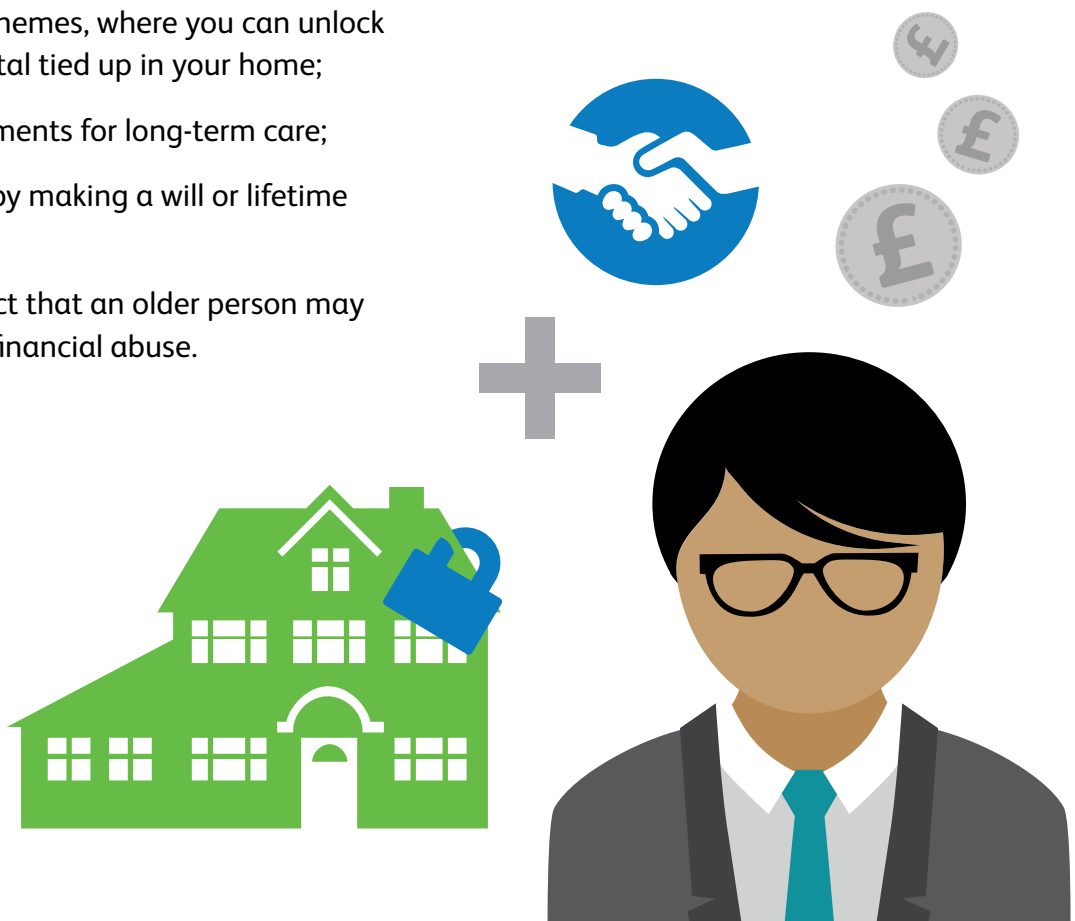 hemes, where you can unlock
tal tied up in your home;
ments for long-term care;
by making a will or lifetime
ct that an older person may
financial abuse.
£
£
£